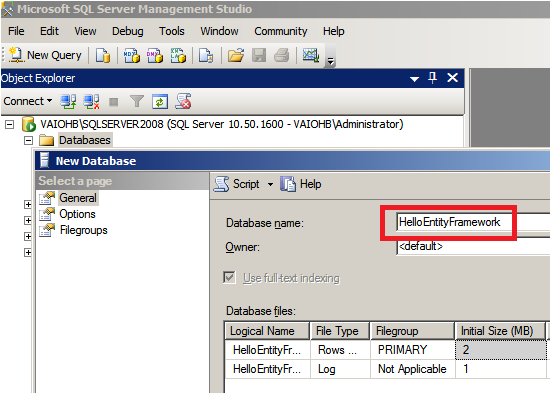 Microsoft SQL Server Management Studio
File Edit View Debug Tools Window Community Help
New Query
Object Explorer
Connect
VAIOHB\SQLSERVER2008 (SQL Server 10.50.1600 - VAIOHB\Administrator)
Databases
New Database
Select a page
General
Options
Filegroups
Script Help
Database name: HelloEntityFramework
Owner: <default>
Use full-text indexing
Database files:
Logical Name File Type Filegroup Initial Size (MB)
HelloEntityFr... Rows ... PRIMARY 2
HelloEntityFr... Log Not Applicable 1